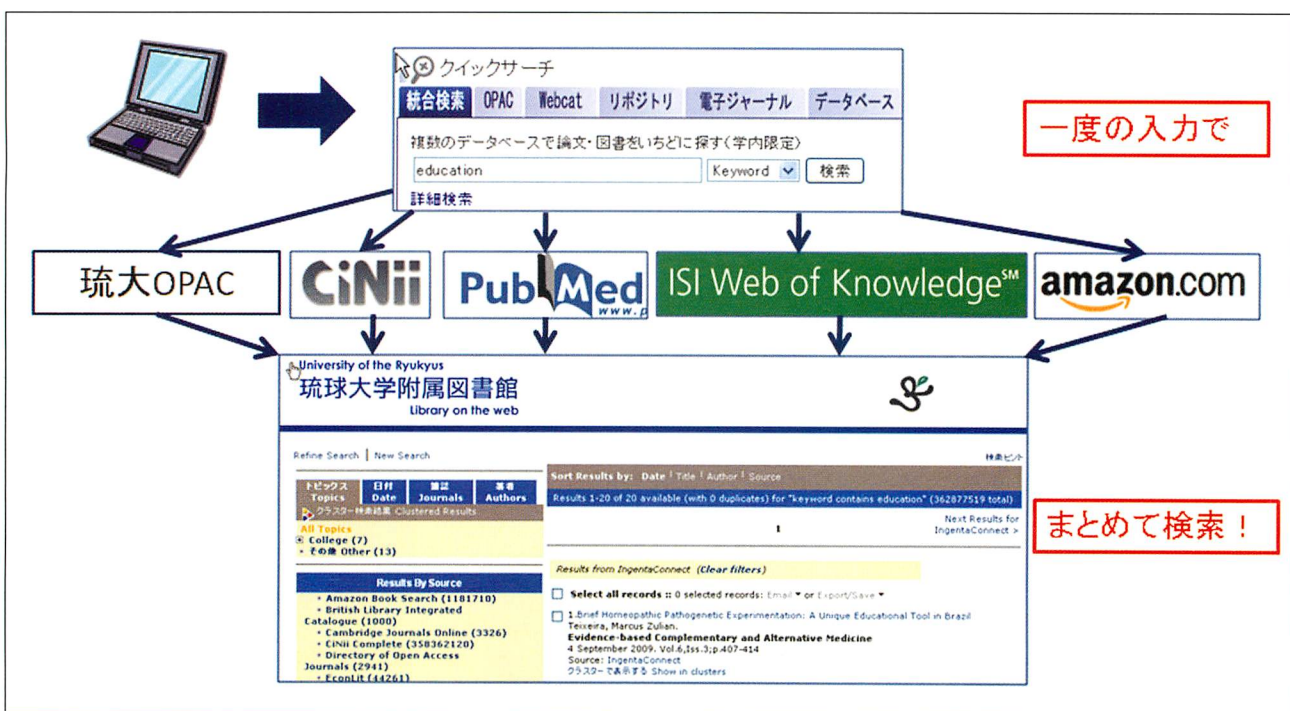 クイックサーチ
統合検索 OPAC Webcat リポジトリ 電子ジャーナル データベース
複数のデータベースで論文・図書をいちどに探す(学内限定)
education Keyword 検索
詳細検索
一度の入力で
琉大OPAC CiNii PubMed ISI Web of Knowledge℠ amazon.com
www.p
University of the Ryukyus
琉球大学附属図書館
Library on the web
Refine Search | New Search
検索ヒント
トピックス 日付 雑誌 著者
Topics Date Journals Authors
クラスター検索結果 Clustered Results
All Topics
College (7)
その他 Other (13)
Results By Source
Amazon Book Search (1181710)
British Library Integrated
Catalogue (1000)
Cambridge Journals Online (3326)
CiNii Complete (358362120)
Directory of Open Access
Journals (2941)
EconLit (44261)
Sort Results by: Date | Title | Author | Source
Results 1-20 of 20 available (with 0 duplicates) for "keyword contains education" (362877519 total)
1
Next Results for
IngentaConnect >
Results from IngentaConnect (Clear filters)
Select all records :: 0 selected records: Email ▼ or Export/Save ▼
1.Brief Homeopathic Pathogenetic Experimentation: A Unique Educational Tool in Brazil
Teixeira, Marcus Zulian.
Evidence-based Complementary and Alternative Medicine
4 September 2009. Vol.6,Iss.3;p.407-414
Source: IngentaConnect
クラスターで表示する Show in clusters
まとめて検索！